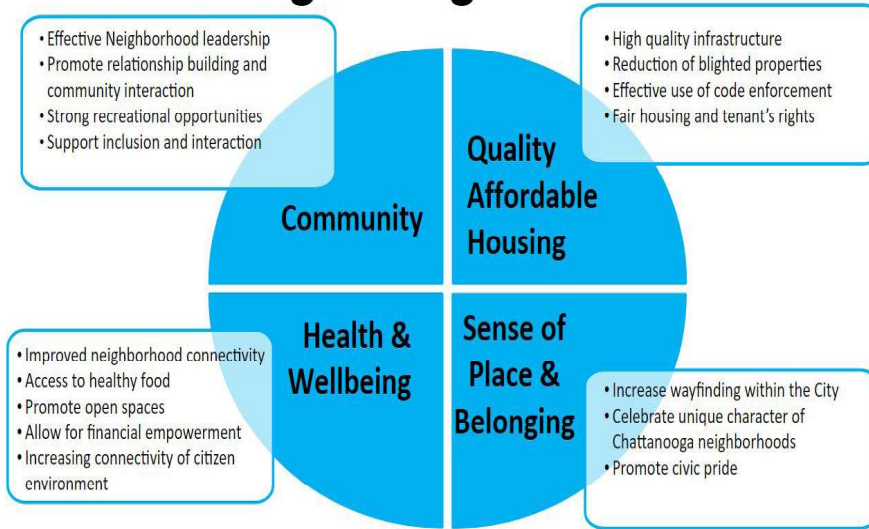 • Effective Neighborhood leadership
• Promote relationship building and
community interaction
• Strong recreational opportunities
• Support inclusion and interaction
• High quality infrastructure
• Reduction of blighted properties
• Effective use of code enforcement
• Fair housing and tenant's rights
Community
Quality
Affordable
Housing
Health &
Wellbeing
Sense of
Place &
Belonging
• Improved neighborhood connectivity
• Access to healthy food
• Promote open spaces
• Allow for financial empowerment
• Increasing connectivity of citizen
environment
• Increase wayfinding within the City
• Celebrate unique character of
Chattanooga neighborhoods
• Promote civic pride